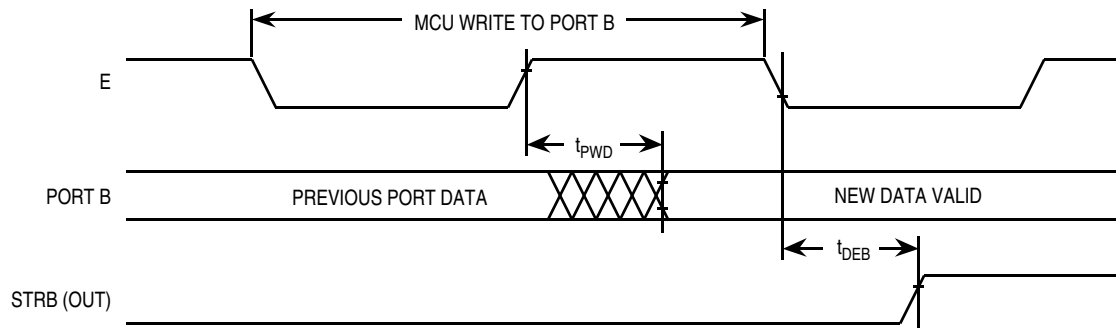 MCU WRITE TO PORT B
E
tPWD
PORT B
PREVIOUS PORT DATA
NEW DATA VALID
tDEB
STRB (OUT)